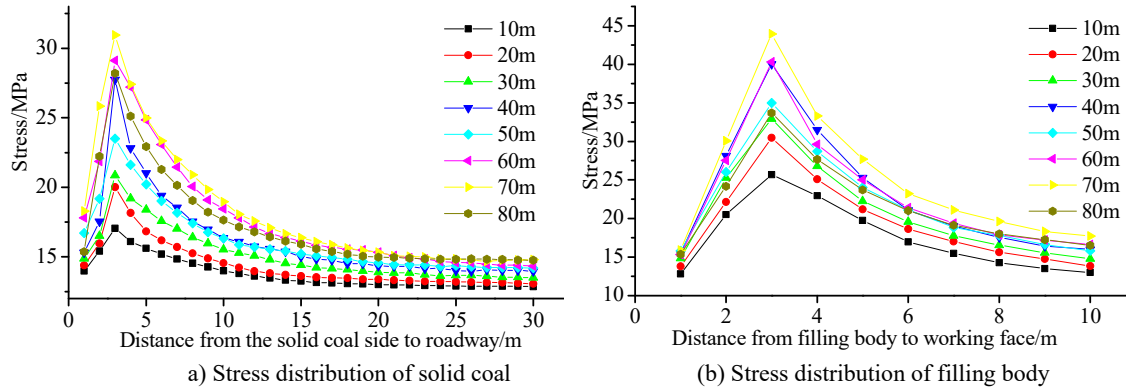 Stress/MPa
30
25
20
15
0
5
10
15
20
25
30
10m
20m
30m
40m
50m
60m
70m
80m
Distance from the solid coal side to roadway/m
a) Stress distribution of solid coal
Stress/MPa
45
40
35
30
25
20
15
10
0
2
4
6
8
10
10m
20m
30m
40m
50m
60m
70m
80m
Distance from filling body to working face/m
(b) Stress distribution of filling body